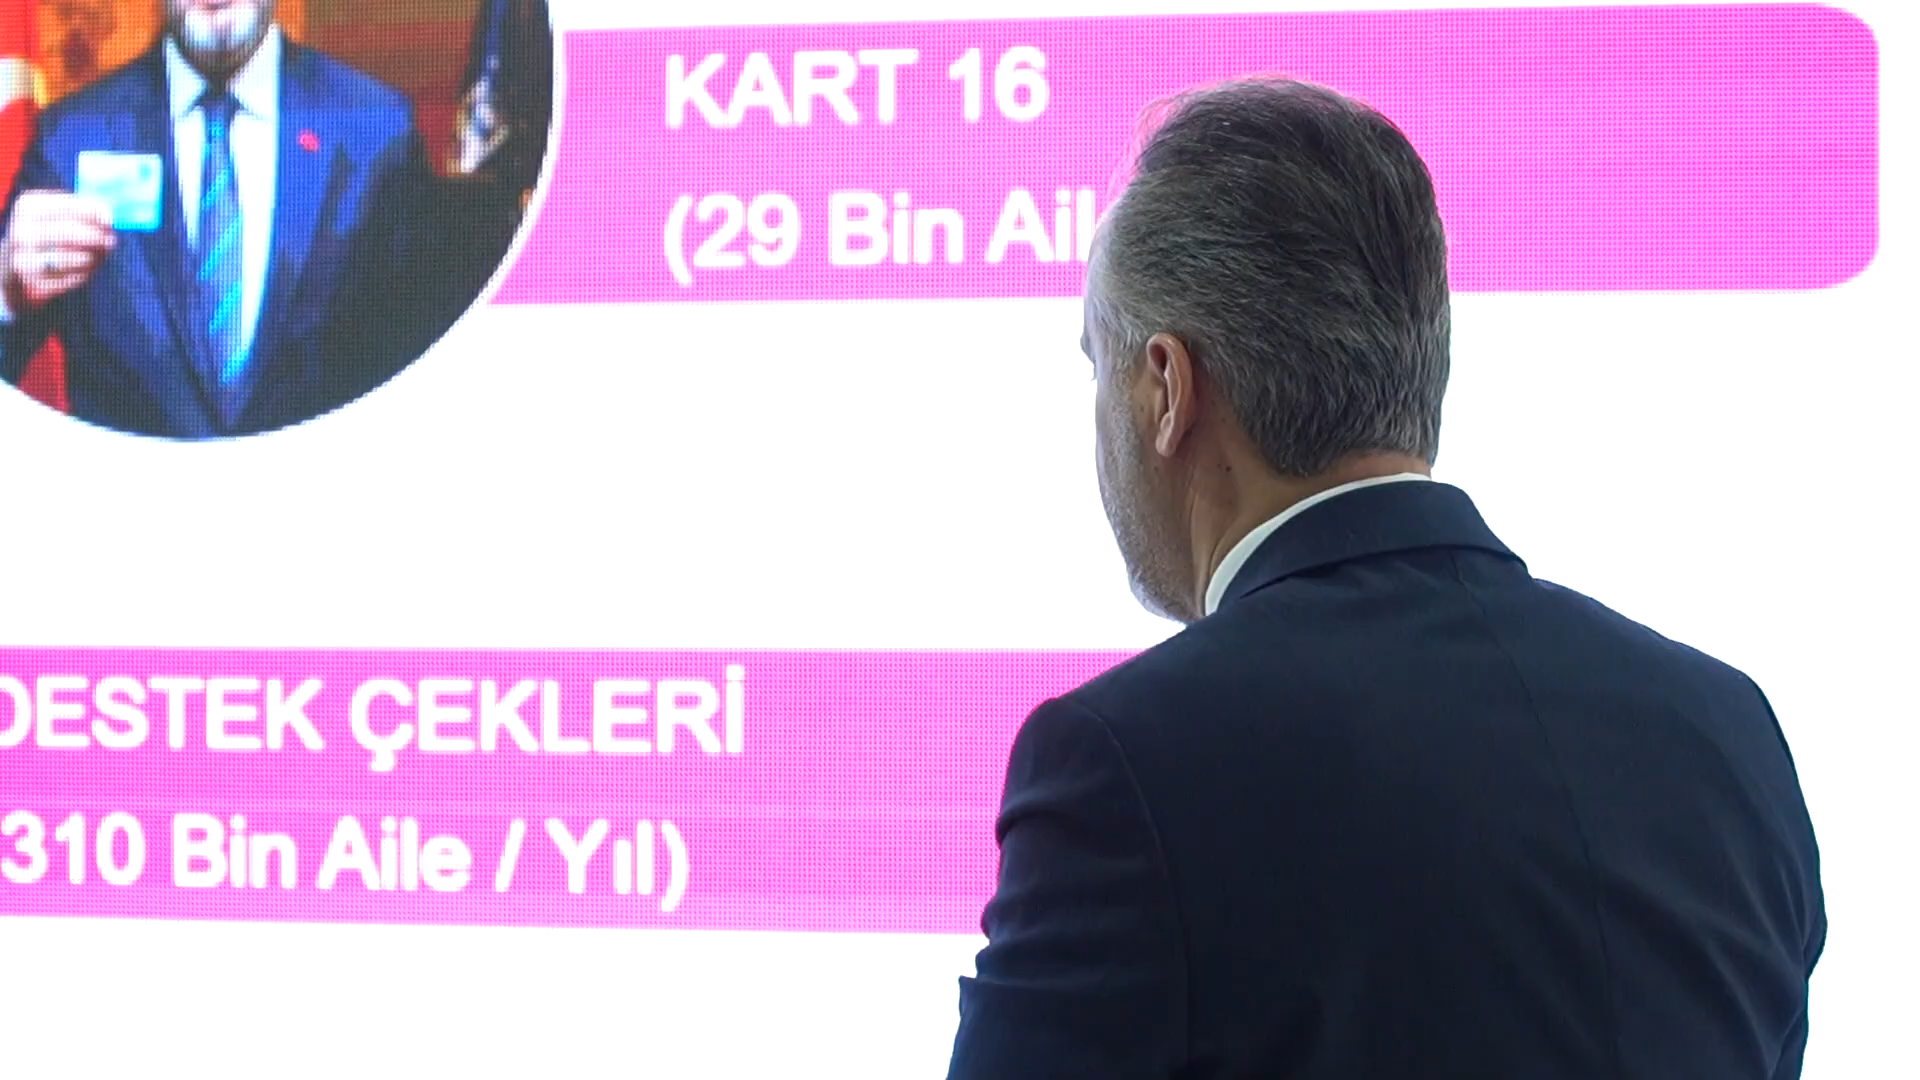 KART 16
(29 Bin Ail
DESTEK ÇEKLERİ
310 Bin Aile / Yıl)